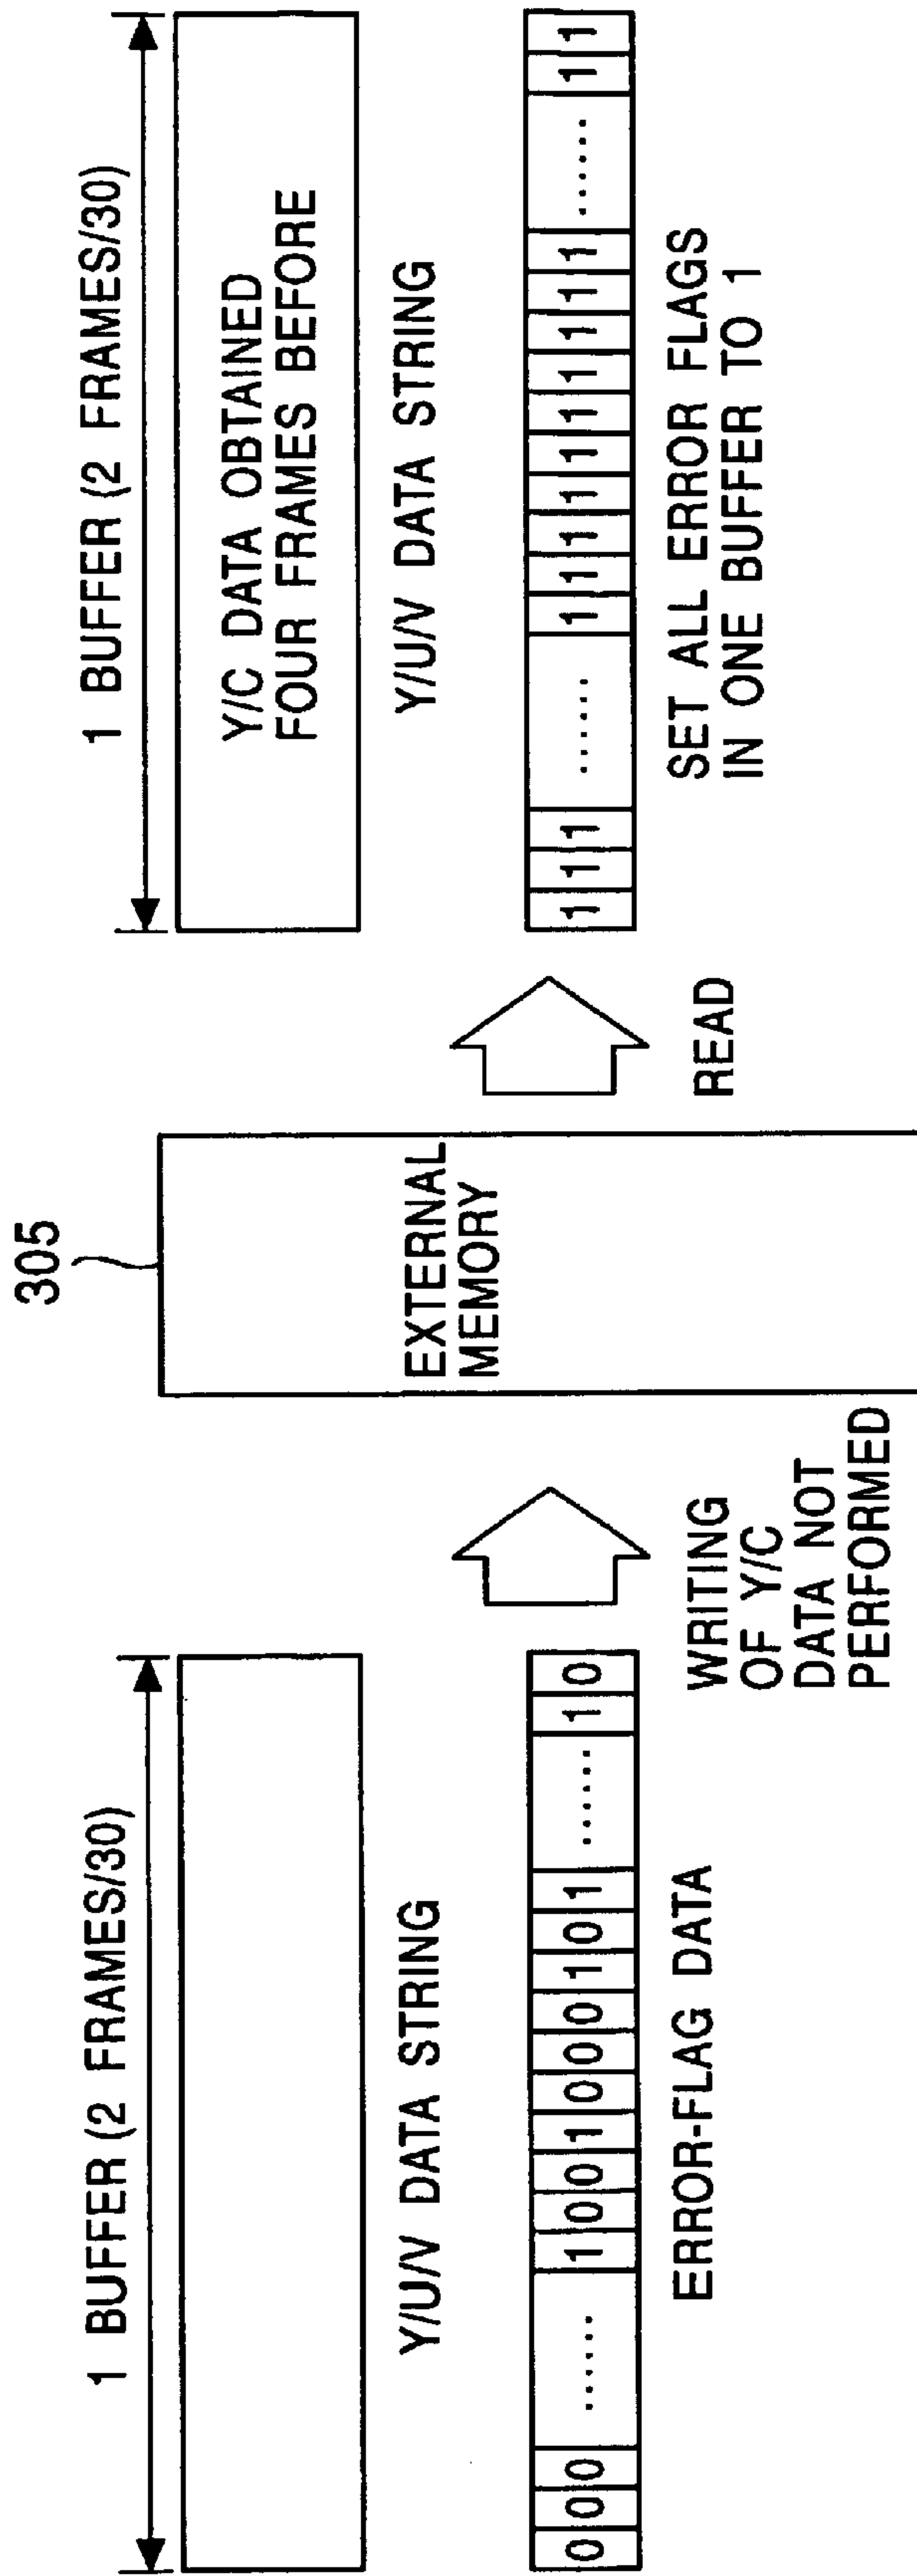 1 BUFFER (2 FRAMES/30)
Y/U/V DATA STRING
0 0 0 ...... 1 0 0 1 0 0 0 1 0 1 ...... 1 0
ERROR-FLAG DATA
WRITING
OF Y/C
DATA NOT
PERFORMED
305
EXTERNAL
MEMORY
READ
1 BUFFER (2 FRAMES/30)
Y/C DATA OBTAINED
FOUR FRAMES BEFORE
Y/U/V DATA STRING
1 1 1 ...... 1 1 1 1 1 1 1 1 1 1 ...... 1 1
SET ALL ERROR FLAGS
IN ONE BUFFER TO 1